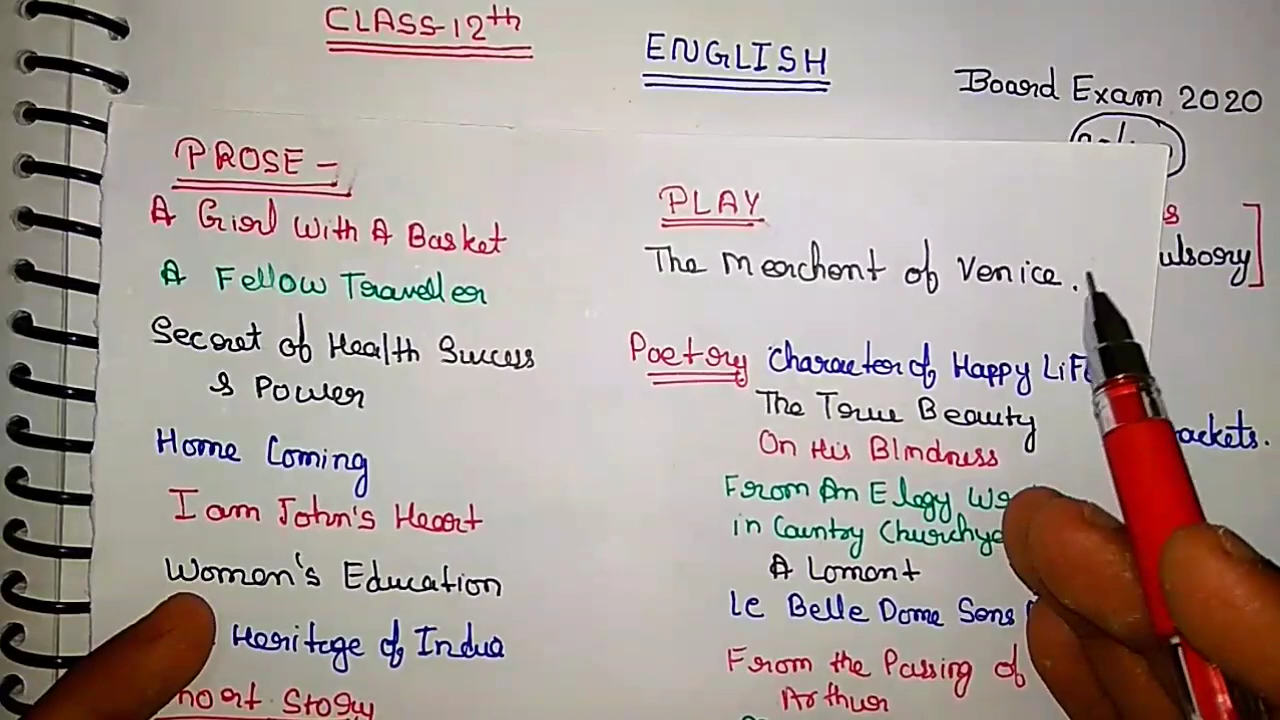 CLASS-12th
ENGLISH
Board Exam 2020
PROSE-
A Girl With A Basket
A Fellow Traveller
Secret of Health Success
& Power
Home Coming
I am John's Heart
Women's Education
Heritage of India
Short Story
PLAY
The Merchant of Venice.
Poetry Character of Happy Life
The True Beauty
On His Blindness
From An Elegy
in Country
A Lament
Le Belle Dame Sans
From the Passing of
Arthur